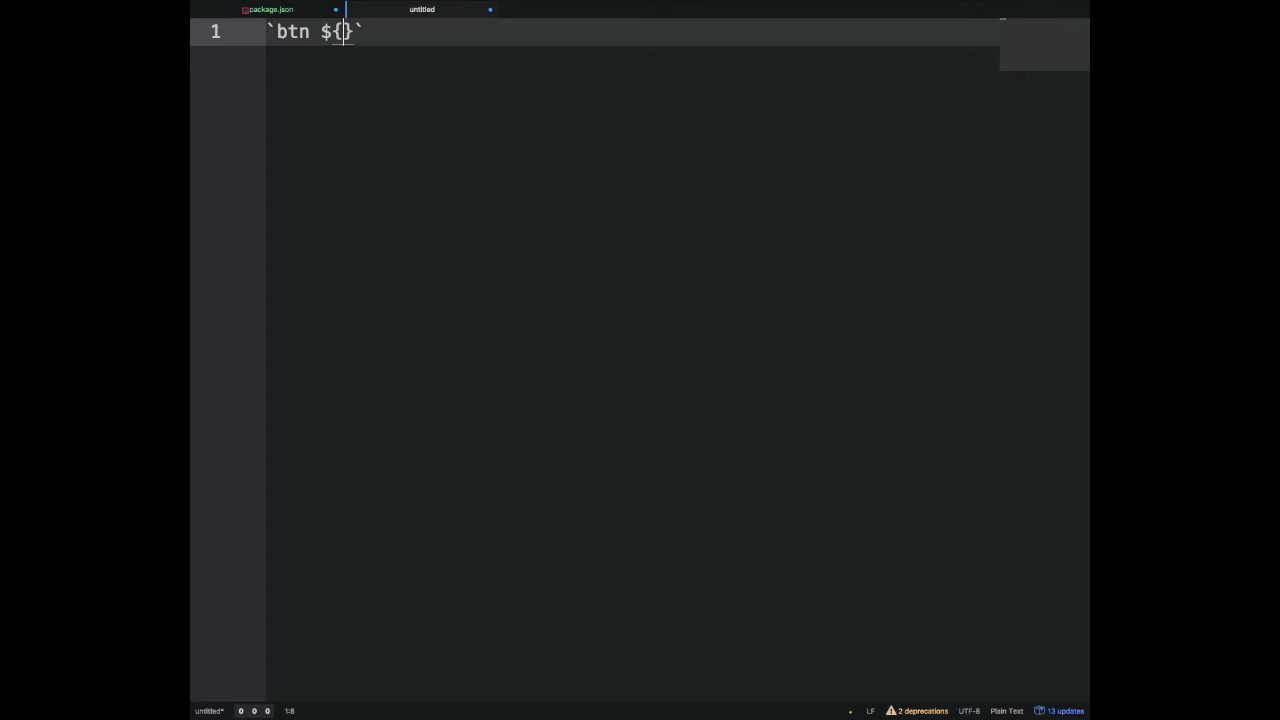 package.json
untitled
1 `btn ${}`
untitled* 0 0 0 1:8 LF 2 deprecations UTF-8 Plain Text 13 updates